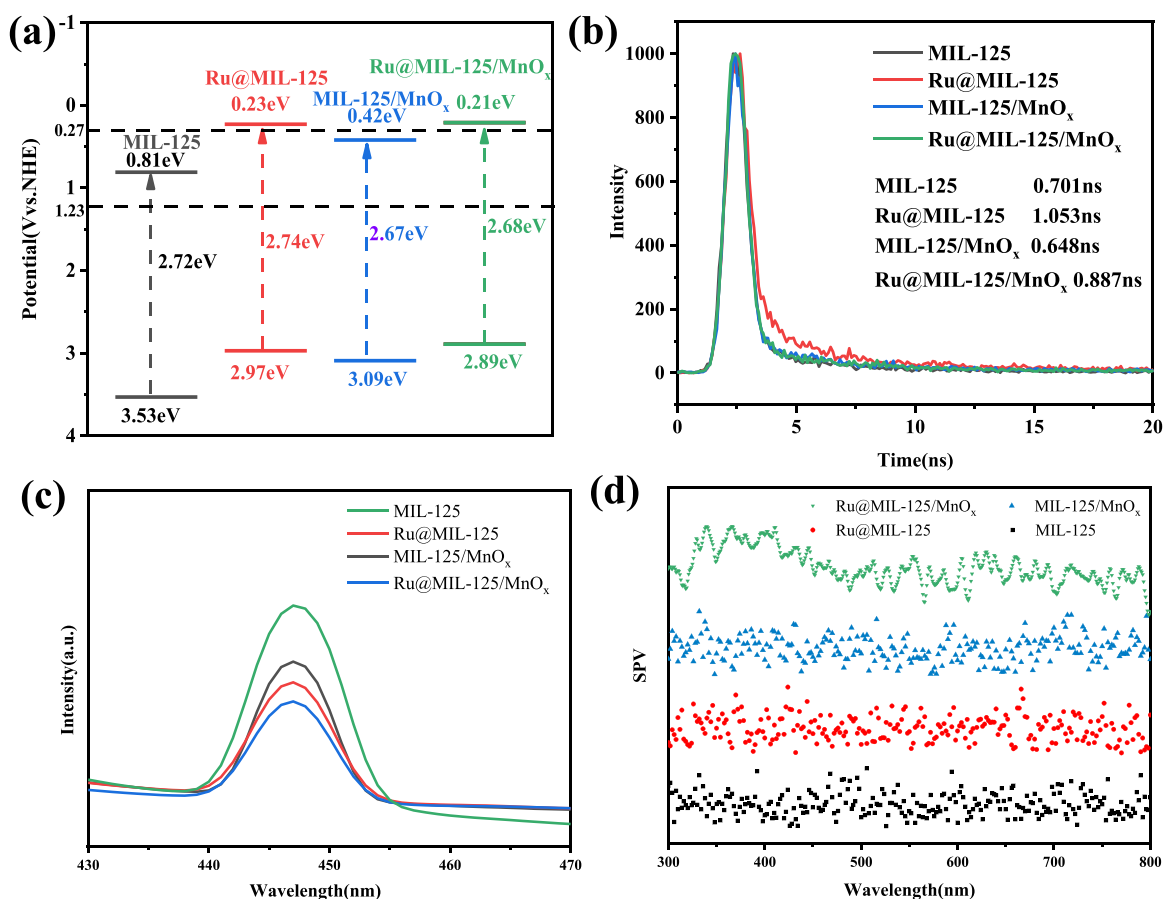 (a)
-1
0
0.27
1
1.23
2
3
4
Potential(Vvs.NHE)
MIL-125
0.81eV
2.72eV
3.53eV
Ru@MIL-125
0.23eV
2.74eV
2.97eV
MIL-125/MnOx
0.42eV
2.67eV
3.09eV
Ru@MIL-125/MnOx
0.21eV
2.68eV
2.89eV
(b)
1000
800
600
400
200
0
Intensity
MIL-125
Ru@MIL-125
MIL-125/MnOx
Ru@MIL-125/MnOx
MIL-125 0.701ns
Ru@MIL-125 1.053ns
MIL-125/MnOx 0.648ns
Ru@MIL-125/MnOx 0.887ns
0 5 10 15 20
Time(ns)
(c)
Intensity(a.u.)
MIL-125
Ru@MIL-125
MIL-125/MnOx
Ru@MIL-125/MnOx
430 440 450 460 470
Wavelength(nm)
(d)
SPV
Ru@MIL-125/MnOx MIL-125/MnOx
Ru@MIL-125 MIL-125
300 400 500 600 700 800
Wavelength(nm)